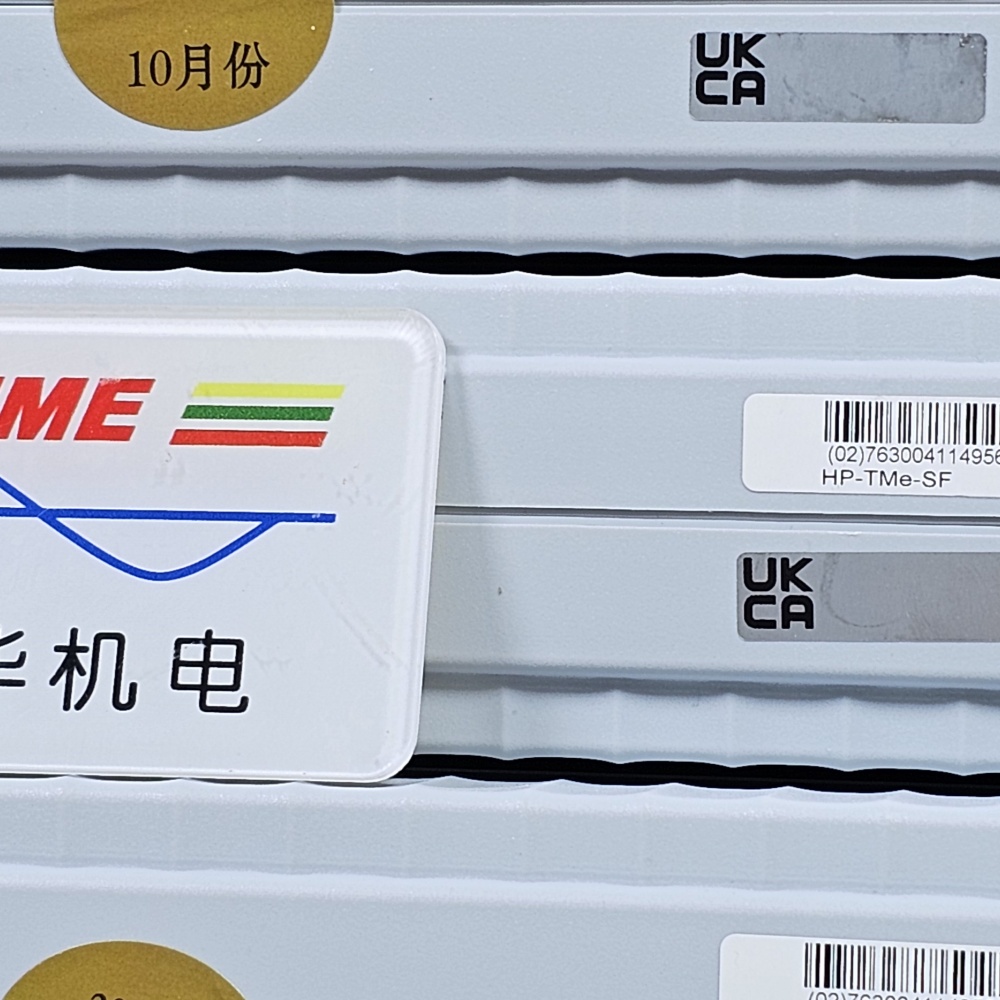 10月份
UK
CA
ME
(02)763004114956
HP-TMe-SF
UK
CA
机电